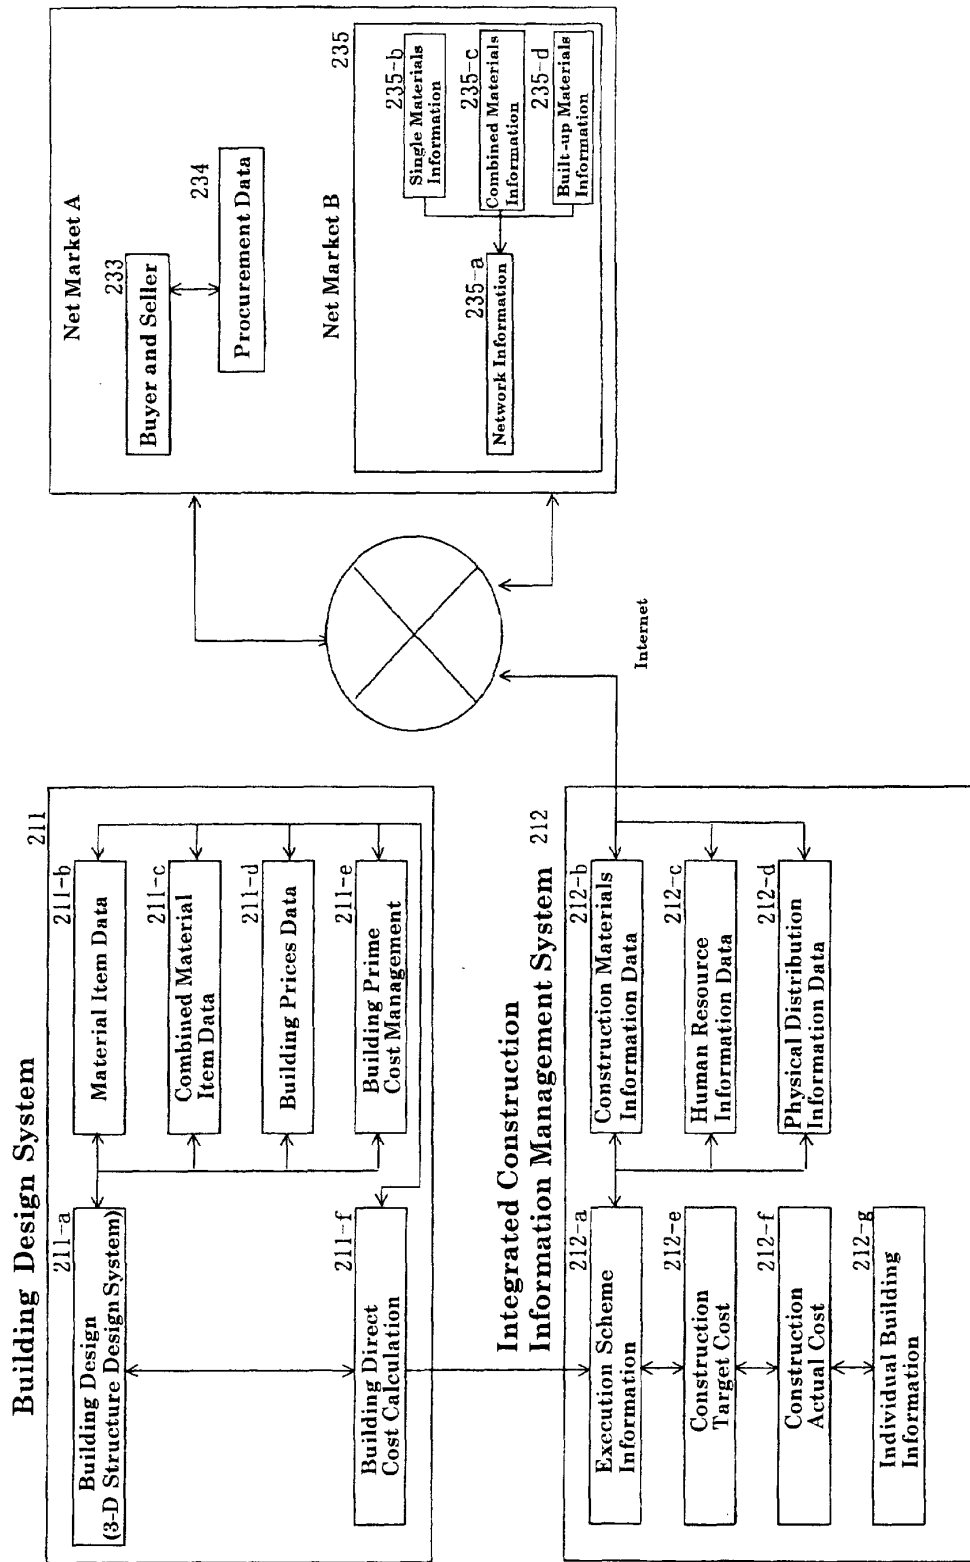 Building Design System
211
211-a
Building Design
(3-D Structure Design System)
211-b
Material Item Data
211-c
Combined Material
Item Data
211-d
Building Prices Data
211-e
Building Prime
Cost Management
211-f
Building Direct
Cost Calculation
Integrated Construction
Information Management System
212
212-a
Execution Scheme
Information
212-b
Construction Materials
Information Data
212-c
Human Resource
Information Data
212-d
Physical Distribution
Information Data
212-e
Construction
Target Cost
212-f
Construction
Actual Cost
212-g
Individual Building
Information
Internet
Net Market A
233
Buyer and Seller
234
Procurement Data
Net Market B
235
235-a
Network Information
235-b
Single Materials
Information
235-c
Combined Materials
Information
235-d
Built-up Materials
Information